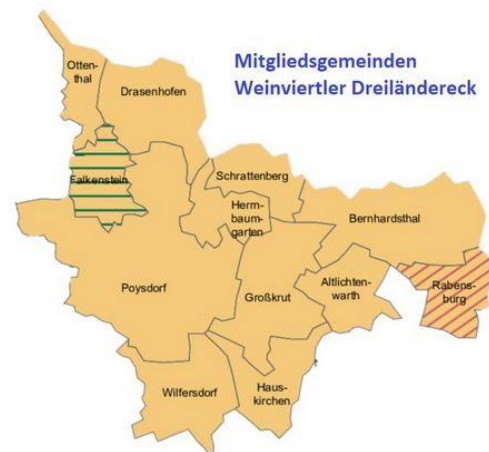 Mitgliedsgemeinden
Weinviertler Dreiländereck
Otten-
thal
Drasenhofen
Falkenstein
Schrattenberg
Herrn-
baum-
garten
Bernhardsthal
Poysdorf
Großkrut
Altlichten-
warth
Rabens-
burg
Wilfersdorf
Haus-
kirchen